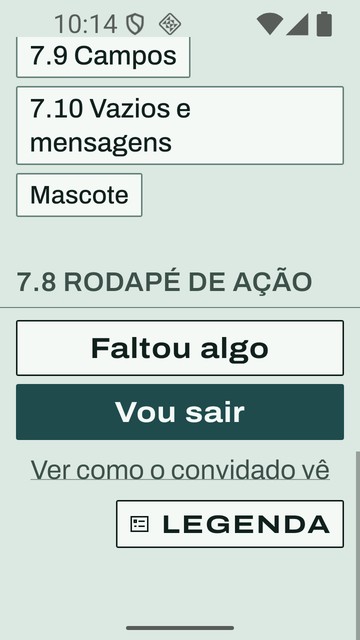 10:14
7.9 Campos
7.10 Vazios e
mensagens
Mascote
7.8 RODAPÉ DE AÇÃO
Faltou algo
Vou sair
Ver como o convidado vê
LEGENDA